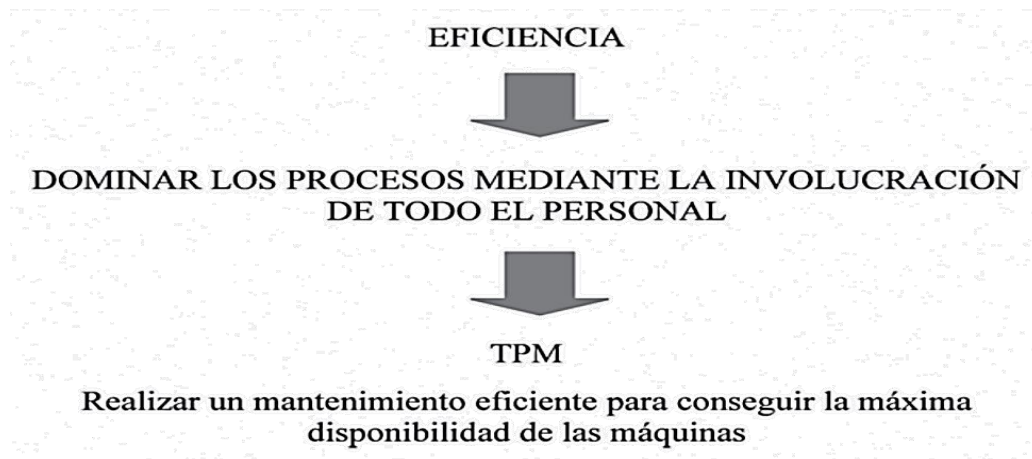 EFICIENCIA
DOMINAR LOS PROCESOS MEDIANTE LA INVOLUCRACIÓN
DE TODO EL PERSONAL
TPM
Realizar un mantenimiento eficiente para conseguir la máxima
disponibilidad de las máquinas